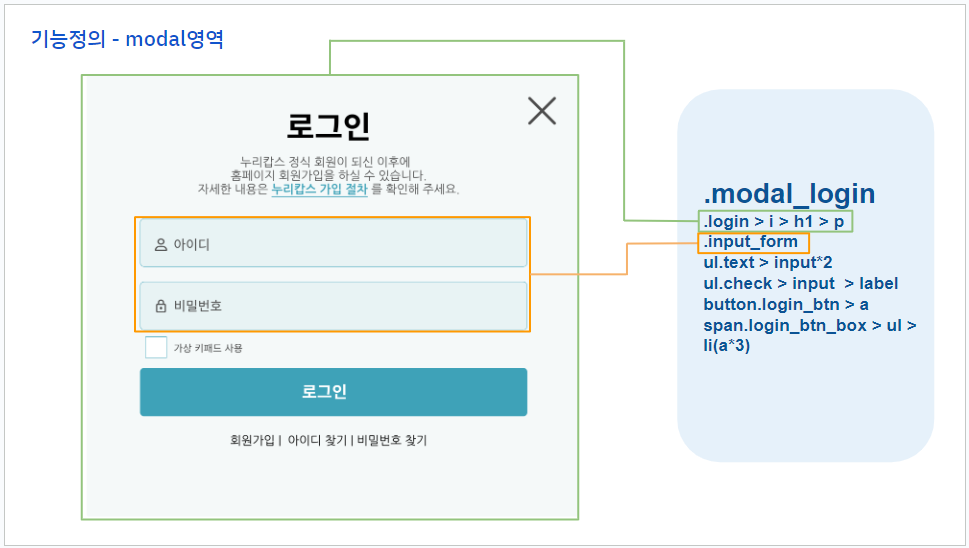 기능정의 - modal영역
로그인
누리캅스 정식 회원이 되신 이후에
홈페이지 회원가입을 하실 수 있습니다.
자세한 내용은 누리캅스 가입 절차 를 확인해 주세요.
아이디
비밀번호
가상 키패드 사용
로그인
회원가입 | 아이디 찾기 | 비밀번호 찾기
.modal_login
.login > i > h1 > p
.input_form
ul.text > input*2
ul.check > input > label
button.login_btn > a
span.login_btn_box > ul >
li(a*3)